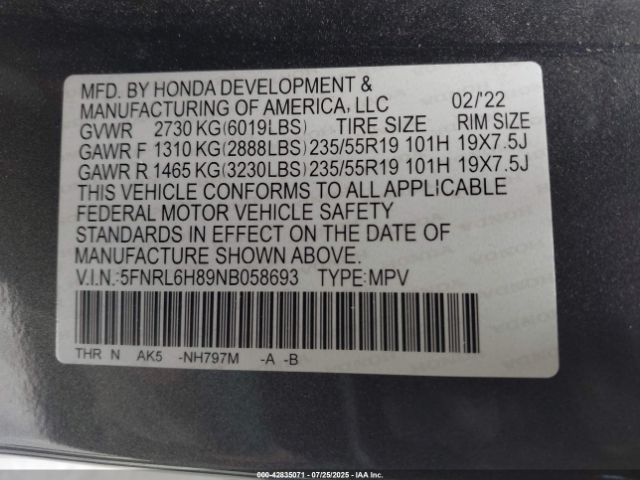 MFD. BY HONDA DEVELOPMENT &
MANUFACTURING OF AMERICA, LLC 02/'22
GVWR 2730 KG(6019LBS) TIRE SIZE RIM SIZE
GAWR F 1310 KG(2888LBS)235/55R19 101H 19X7.5J
GAWR R 1465 KG(3230LBS)235/55R19 101H 19X7.5J
THIS VEHICLE CONFORMS TO ALL APPLICABLE
FEDERAL MOTOR VEHICLE SAFETY
STANDARDS IN EFFECT ON THE DATE OF
MANUFACTURE SHOWN ABOVE.
V.I.N.:5FNRL6H89NB058693 TYPE:MPV
THR N AK5 -NH797M -A -B
000-42835071 | 07/25/2025 | IAA Inc.